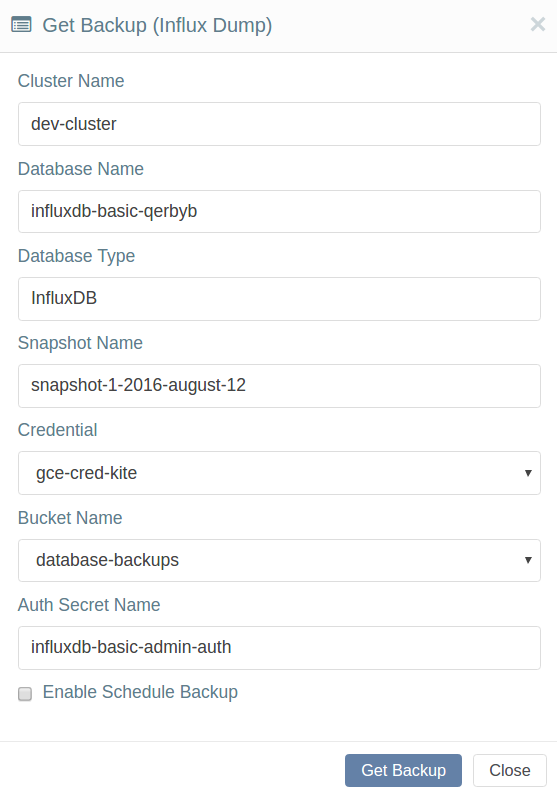 Get Backup (Influx Dump)
Cluster Name
dev-cluster
Database Name
influxdb-basic-qerbyb
Database Type
InfluxDB
Snapshot Name
snapshot-1-2016-august-12
Credential
gce-cred-kite
Bucket Name
database-backups
Auth Secret Name
influxdb-basic-admin-auth
Enable Schedule Backup
Get Backup Close